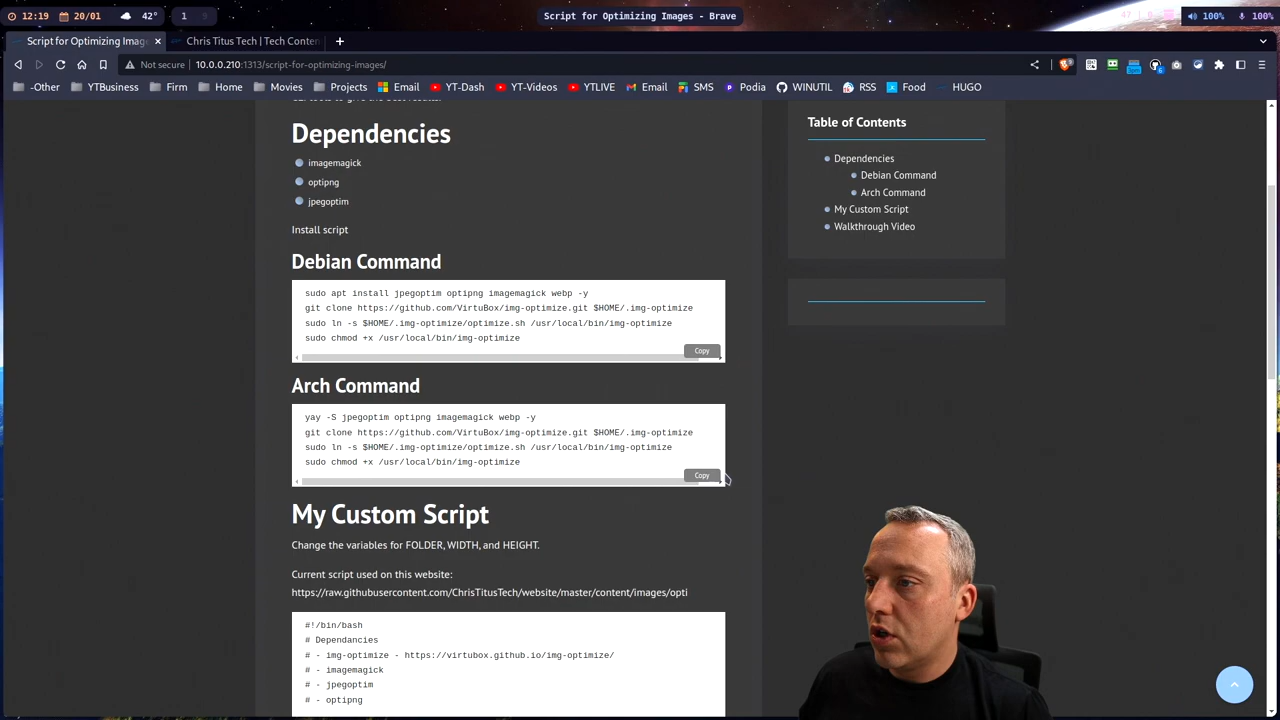 12:19
20/01
42°
1
Script for Optimizing Images - Brave
100%
100%
Script for Optimizing Imag
Chris Titus Tech | Tech Conten
Not secure
10.0.0.210:1313/script-for-optimizing-images/
-Other
YTBusiness
Firm
Home
Movies
Projects
Email
YT-Dash
YT-Videos
YTLIVE
Email
SMS
Podia
WINUTIL
RSS
Food
HUGO
Dependencies
imagemagick
optipng
jpegoptim
Install script
Debian Command
sudo apt install jpegoptim optipng imagemagick webp -y
git clone https://github.com/VirtuBox/img-optimize.git $HOME/.img-optimize
sudo ln -s $HOME/.img-optimize/optimize.sh /usr/local/bin/img-optimize
sudo chmod +x /usr/local/bin/img-optimize
Copy
Arch Command
yay -S jpegoptim optipng imagemagick webp -y
git clone https://github.com/VirtuBox/img-optimize.git $HOME/.img-optimize
sudo ln -s $HOME/.img-optimize/optimize.sh /usr/local/bin/img-optimize
sudo chmod +x /usr/local/bin/img-optimize
Copy
My Custom Script
Change the variables for FOLDER, WIDTH, and HEIGHT.
Current script used on this website:
https://raw.githubusercontent.com/ChrisTitusTech/website/master/content/images/opti
#!/bin/bash
# Dependancies
# - img-optimize - https://virtubox.github.io/img-optimize/
# - imagemagick
# - jpegoptim
# - optipng
Table of Contents
Dependencies
Debian Command
Arch Command
My Custom Script
Walkthrough Video